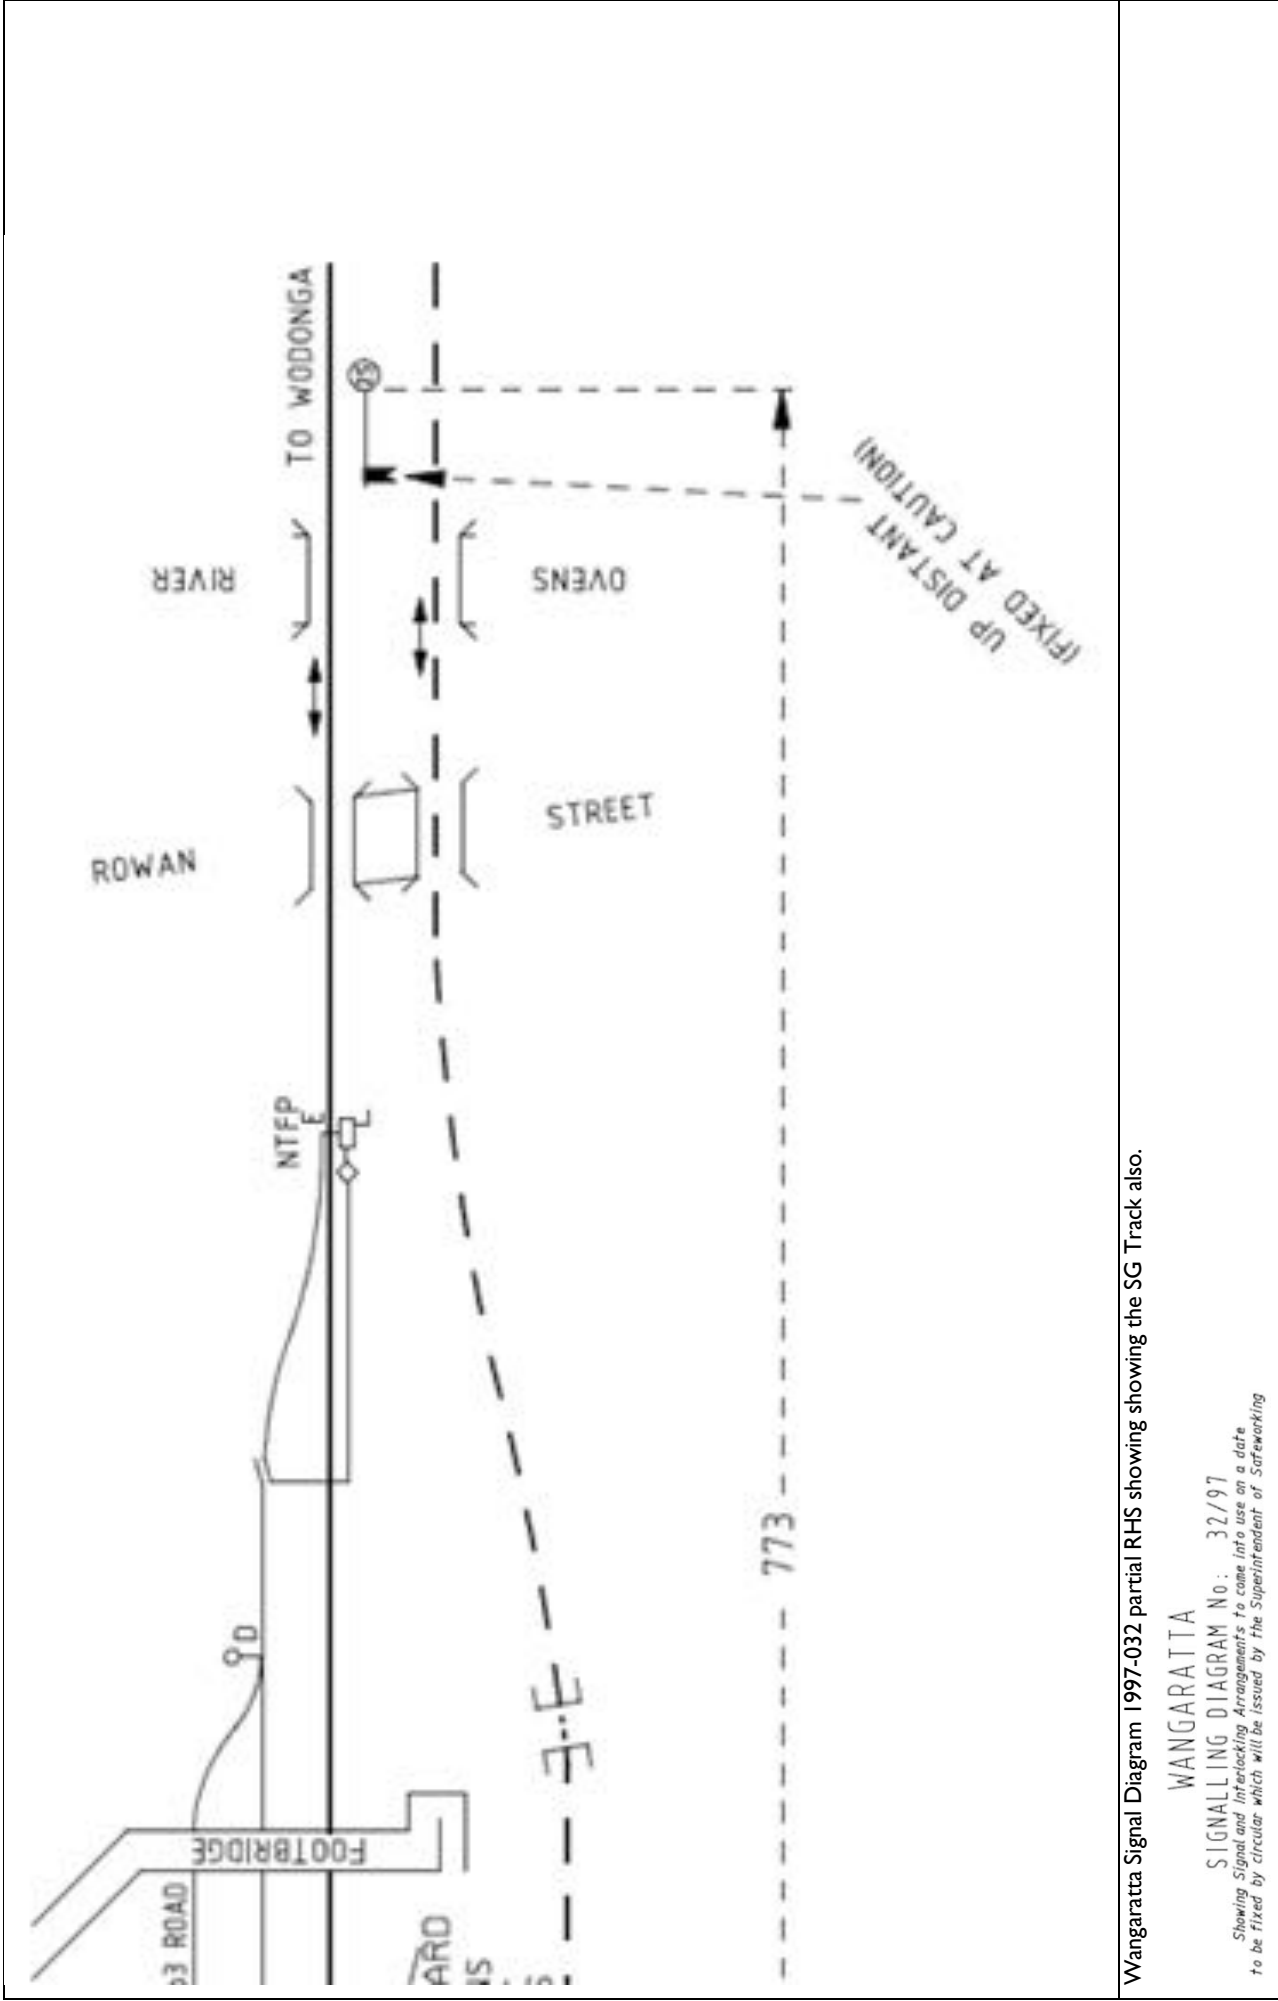 TO WODONGA
RIVER
OVENS
UP DISTANT
(FIXED AT CAUTION)
ROWAN
STREET
NTFP
E
D
773
FOOTBRIDGE
ROAD
ARD
Wangaratta Signal Diagram 1997-032 partial RHS showing showing the SG Track also.
WANGARATTA
SIGNALLING DIAGRAM No: 32/97
Showing Signal and Interlocking Arrangements to come into use on a date
to be fixed by circular which will be issued by the Superintendent of Safeworking